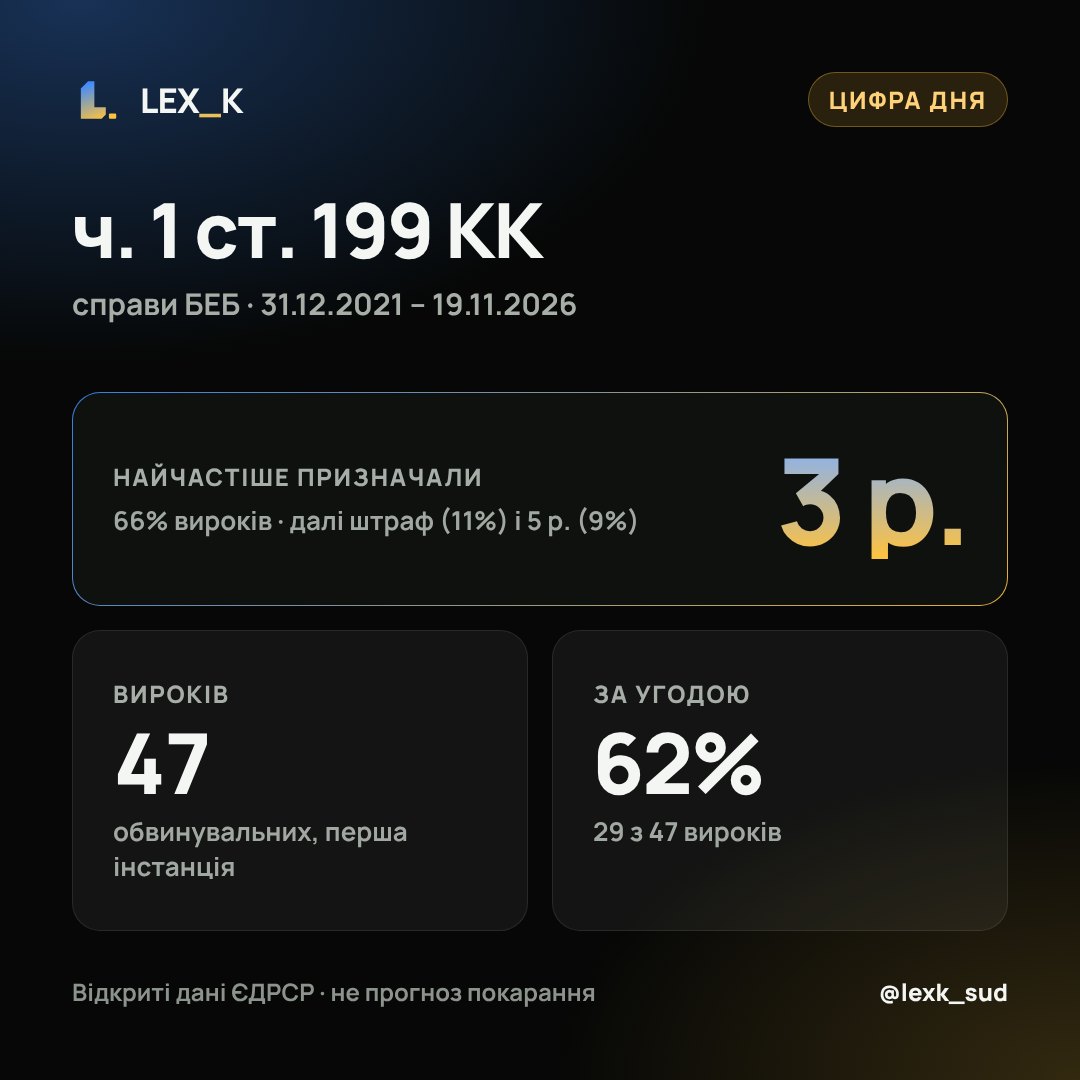 LEX_K
ЦИФРА ДНЯ
ч. 1 ст. 199 КК
справи БЕБ · 31.12.2021 – 19.11.2026
НАЙЧАСТІШЕ ПРИЗНАЧАЛИ
66% вироків · далі штраф (11%) і 5 р. (9%)
3 р.
ВИРОКІВ
47
обвинувальних, перша
інстанція
ЗА УГОДОЮ
62%
29 з 47 вироків
Відкриті дані ЄДРСР · не прогноз покарання
@lexk_sud